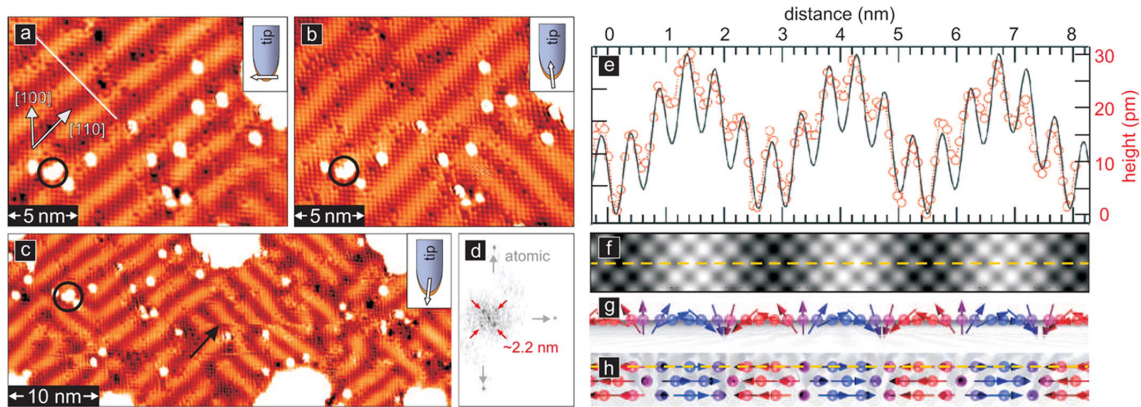 a
tip
[100]
[110]
5 nm
b
tip
5 nm
c
tip
10 nm
d
atomic
~2.2 nm
distance (nm)
0 1 2 3 4 5 6 7 8
e
30
20
10
0
height (pm)
f
g
h